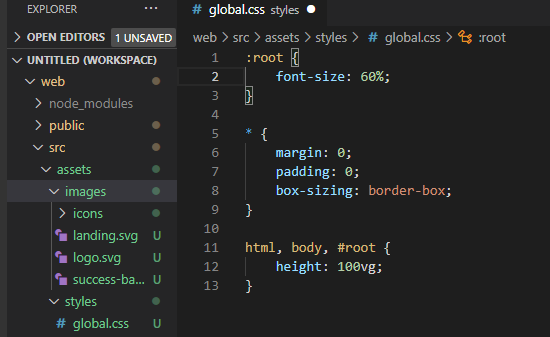 EXPLORER
OPEN EDITORS 1 UNSAVED
UNTITLED (WORKSPACE)
web
node_modules
public
src
assets
images
icons
landing.svg U
logo.svg U
success-ba... U
styles
# global.css U
# global.css styles
web > src > assets > styles > # global.css > :root
1 :root {
2 font-size: 60%;
3 }
4
5 * {
6 margin: 0;
7 padding: 0;
8 box-sizing: border-box;
9 }
10
11 html, body, #root {
12 height: 100vg;
13 }